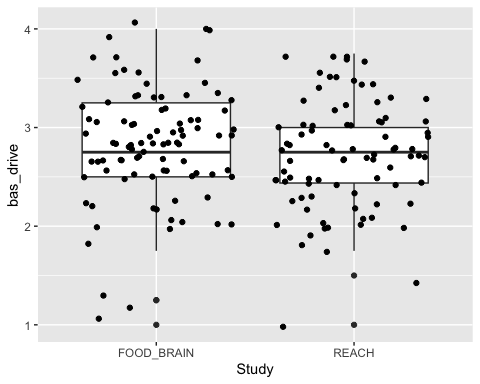 bas_drive
4
3
2
1
FOOD_BRAIN
REACH
Study